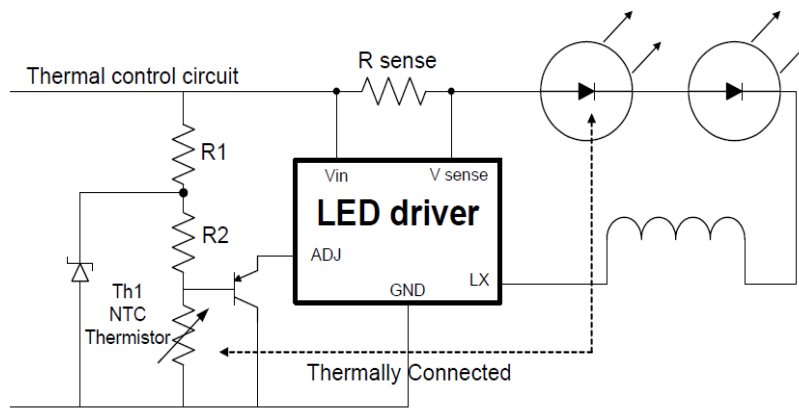 R sense
Thermal control circuit
R1
Vin
V sense
LED driver
R2
ADJ
LX
GND
Th1
NTC
Thermistor
Thermally Connected